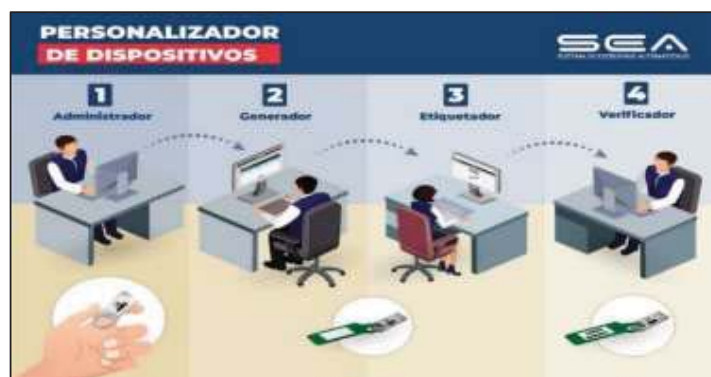 PERSONALIZADOR
DE DISPOSITIVOS
SEA
1
Administrador
2
Generador
3
Etiquetador
4
Verificador